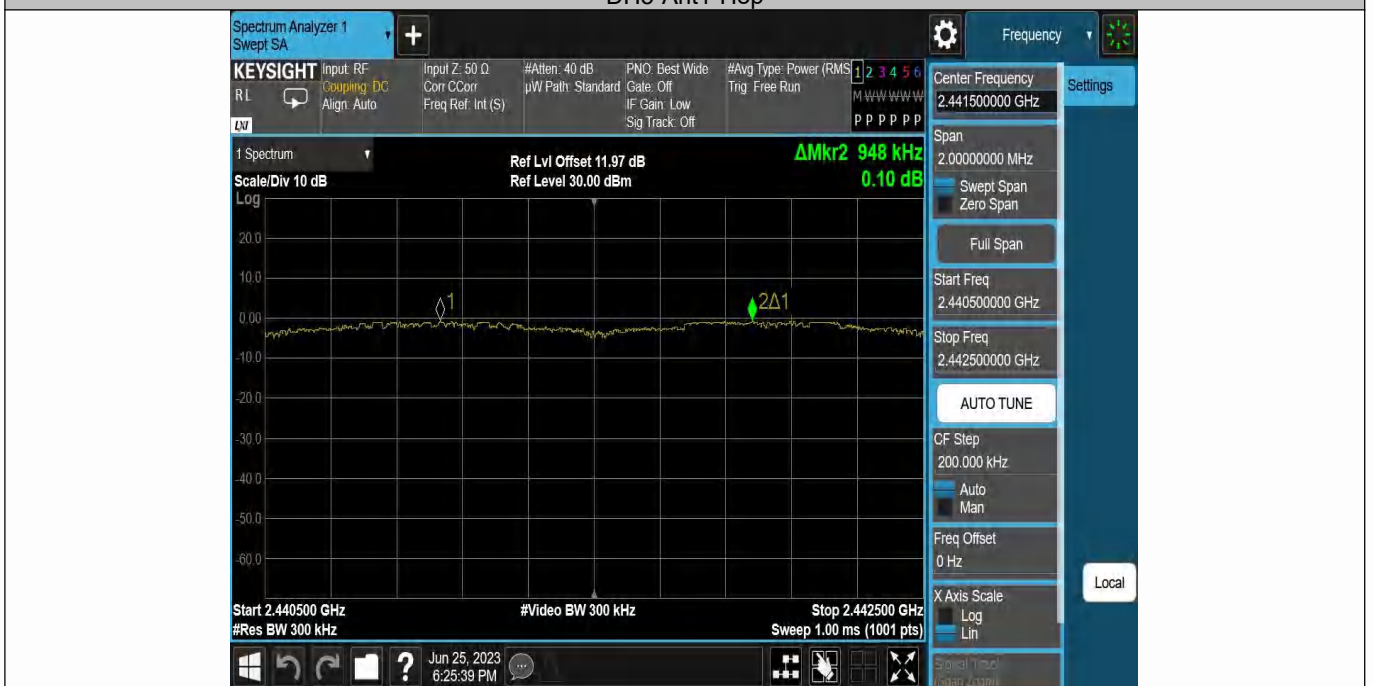 Spectrum Analyzer 1
Swept SA
Frequency
KEYSIGHT
RL
LXI
Input: RF
Coupling: DC
Align: Auto
Input Z: 50 Ω
Corr CCorr
Freq Ref: Int (S)
#Atten: 40 dB
µW Path: Standard
PNO: Best Wide
Gate: Off
IF Gain: Low
Sig Track: Off
#Avg Type: Power (RMS
Trig: Free Run
1 2 3 4 5 6
M W W W W W
P P P P P P
Center Frequency
2.441500000 GHz
Settings
Span
2.00000000 MHz
Swept Span
Zero Span
Full Span
Start Freq
2.440500000 GHz
Stop Freq
2.442500000 GHz
AUTO TUNE
CF Step
200.000 kHz
Auto
Man
Freq Offset
0 Hz
X Axis Scale
Log
Lin
Local
1 Spectrum
Scale/Div 10 dB
Log
Ref Lvl Offset 11.97 dB
Ref Level 30.00 dBm
ΔMkr2 948 kHz
0.10 dB
20.0
10.0
0.00
-10.0
-20.0
-30.0
-40.0
-50.0
-60.0
1
2Δ1
Start 2.440500 GHz
#Res BW 300 kHz
#Video BW 300 kHz
Stop 2.442500 GHz
Sweep 1.00 ms (1001 pts)
Jun 25, 2023
6:25:39 PM